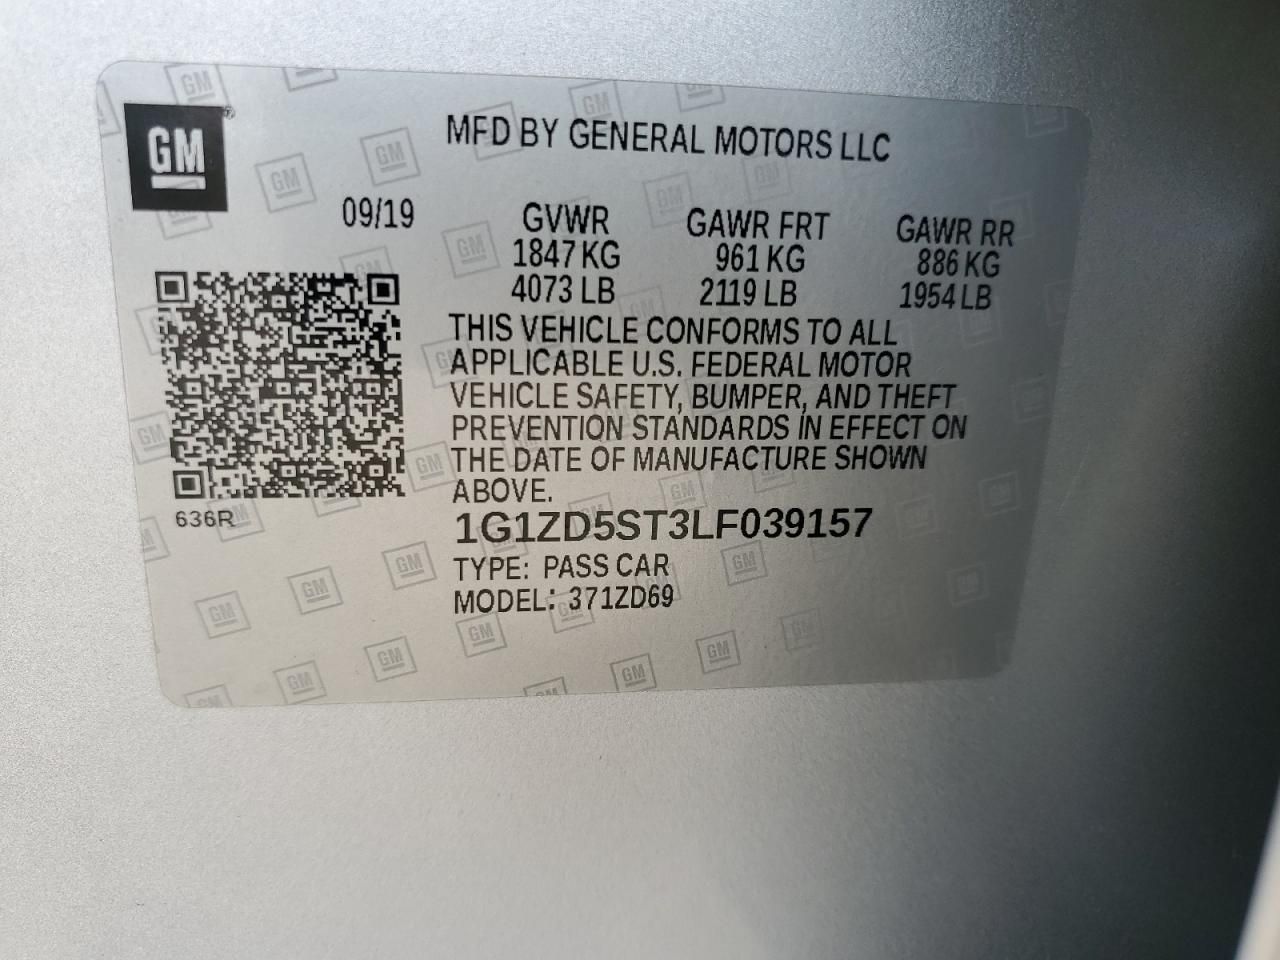 GM
MFD BY GENERAL MOTORS LLC
09/19
GVWR GAWR FRT GAWR RR
1847 KG 961 KG 886 KG
4073 LB 2119 LB 1954 LB
THIS VEHICLE CONFORMS TO ALL
APPLICABLE U.S. FEDERAL MOTOR
VEHICLE SAFETY, BUMPER, AND THEFT
PREVENTION STANDARDS IN EFFECT ON
THE DATE OF MANUFACTURE SHOWN
ABOVE.
636R
1G1ZD5ST3LF039157
TYPE: PASS CAR
MODEL: 371ZD69